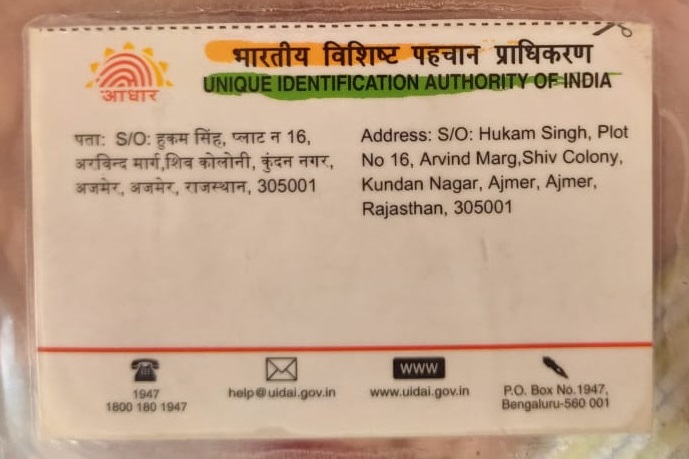 भारतीय विशिष्ट पहचान प्राधिकरण
UNIQUE IDENTIFICATION AUTHORITY OF INDIA
आधार
पता: S/O: हुकम सिंह, प्लाट न 16,
अरविन्द मार्ग,शिव कोलोनी, कुंदन नगर,
अजमेर, अजमेर, राजस्थान, 305001
Address: S/O: Hukam Singh, Plot
No 16, Arvind Marg,Shiv Colony,
Kundan Nagar, Ajmer, Ajmer,
Rajasthan, 305001
1947
1800 180 1947
help@uidai.gov.in
WWW
www.uidai.gov.in
P.O. Box No.1947,
Bengaluru-560 001